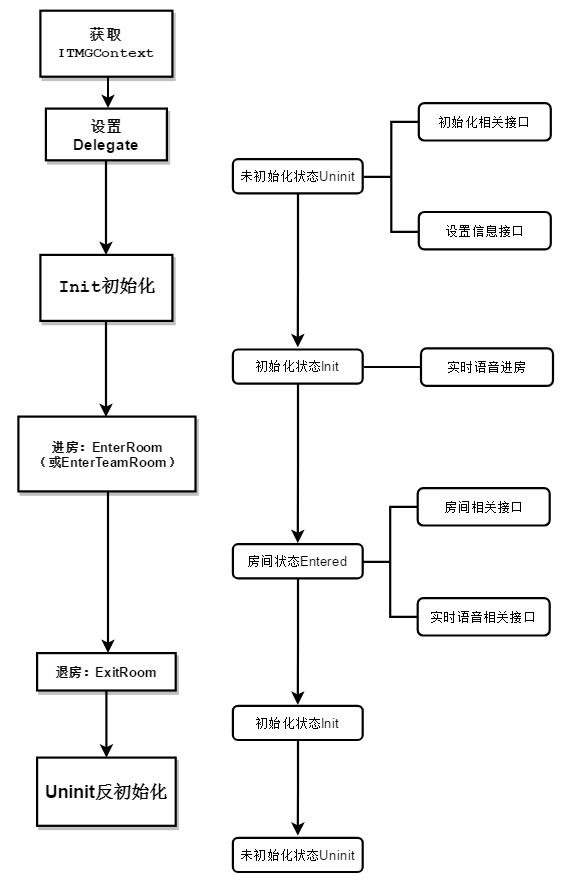 获取
ITMGContext
设置
Delegate
Init初始化
进房：EnterRoom
（或EnterTeamRoom）
退房：ExitRoom
Uninit反初始化
未初始化状态Uninit
初始化相关接口
设置信息接口
初始化状态Init
实时语音进房
房间状态Entered
房间相关接口
实时语音相关接口
初始化状态Init
未初始化状态Uninit